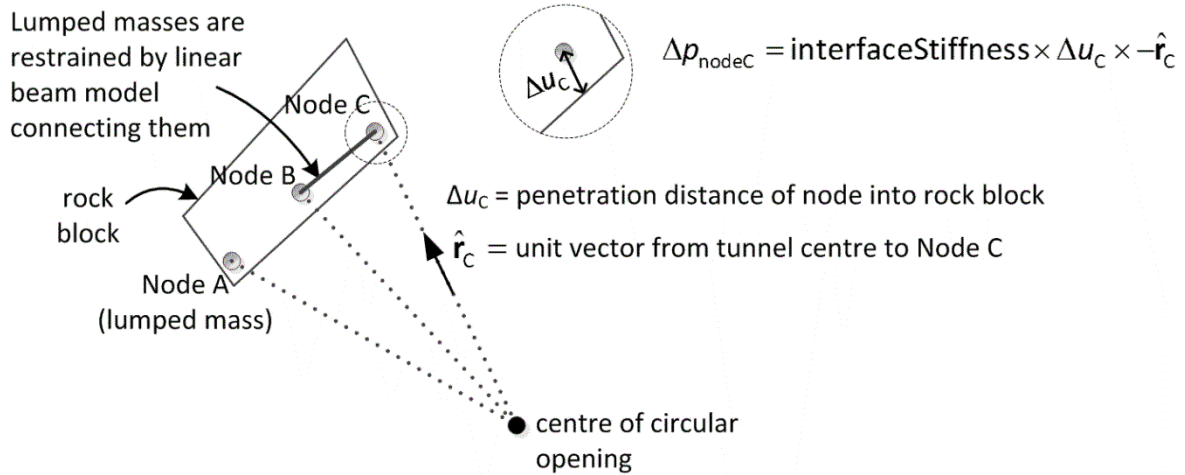 Lumped masses are
restrained by linear
beam model
connecting them
Node C
Node B
rock
block
Node A
(lumped mass)
Δu_C
Δp_nodeC = interfaceStiffness × Δu_C × −r̂_C
Δu_C = penetration distance of node into rock block
r̂_C = unit vector from tunnel centre to Node C
centre of circular
opening